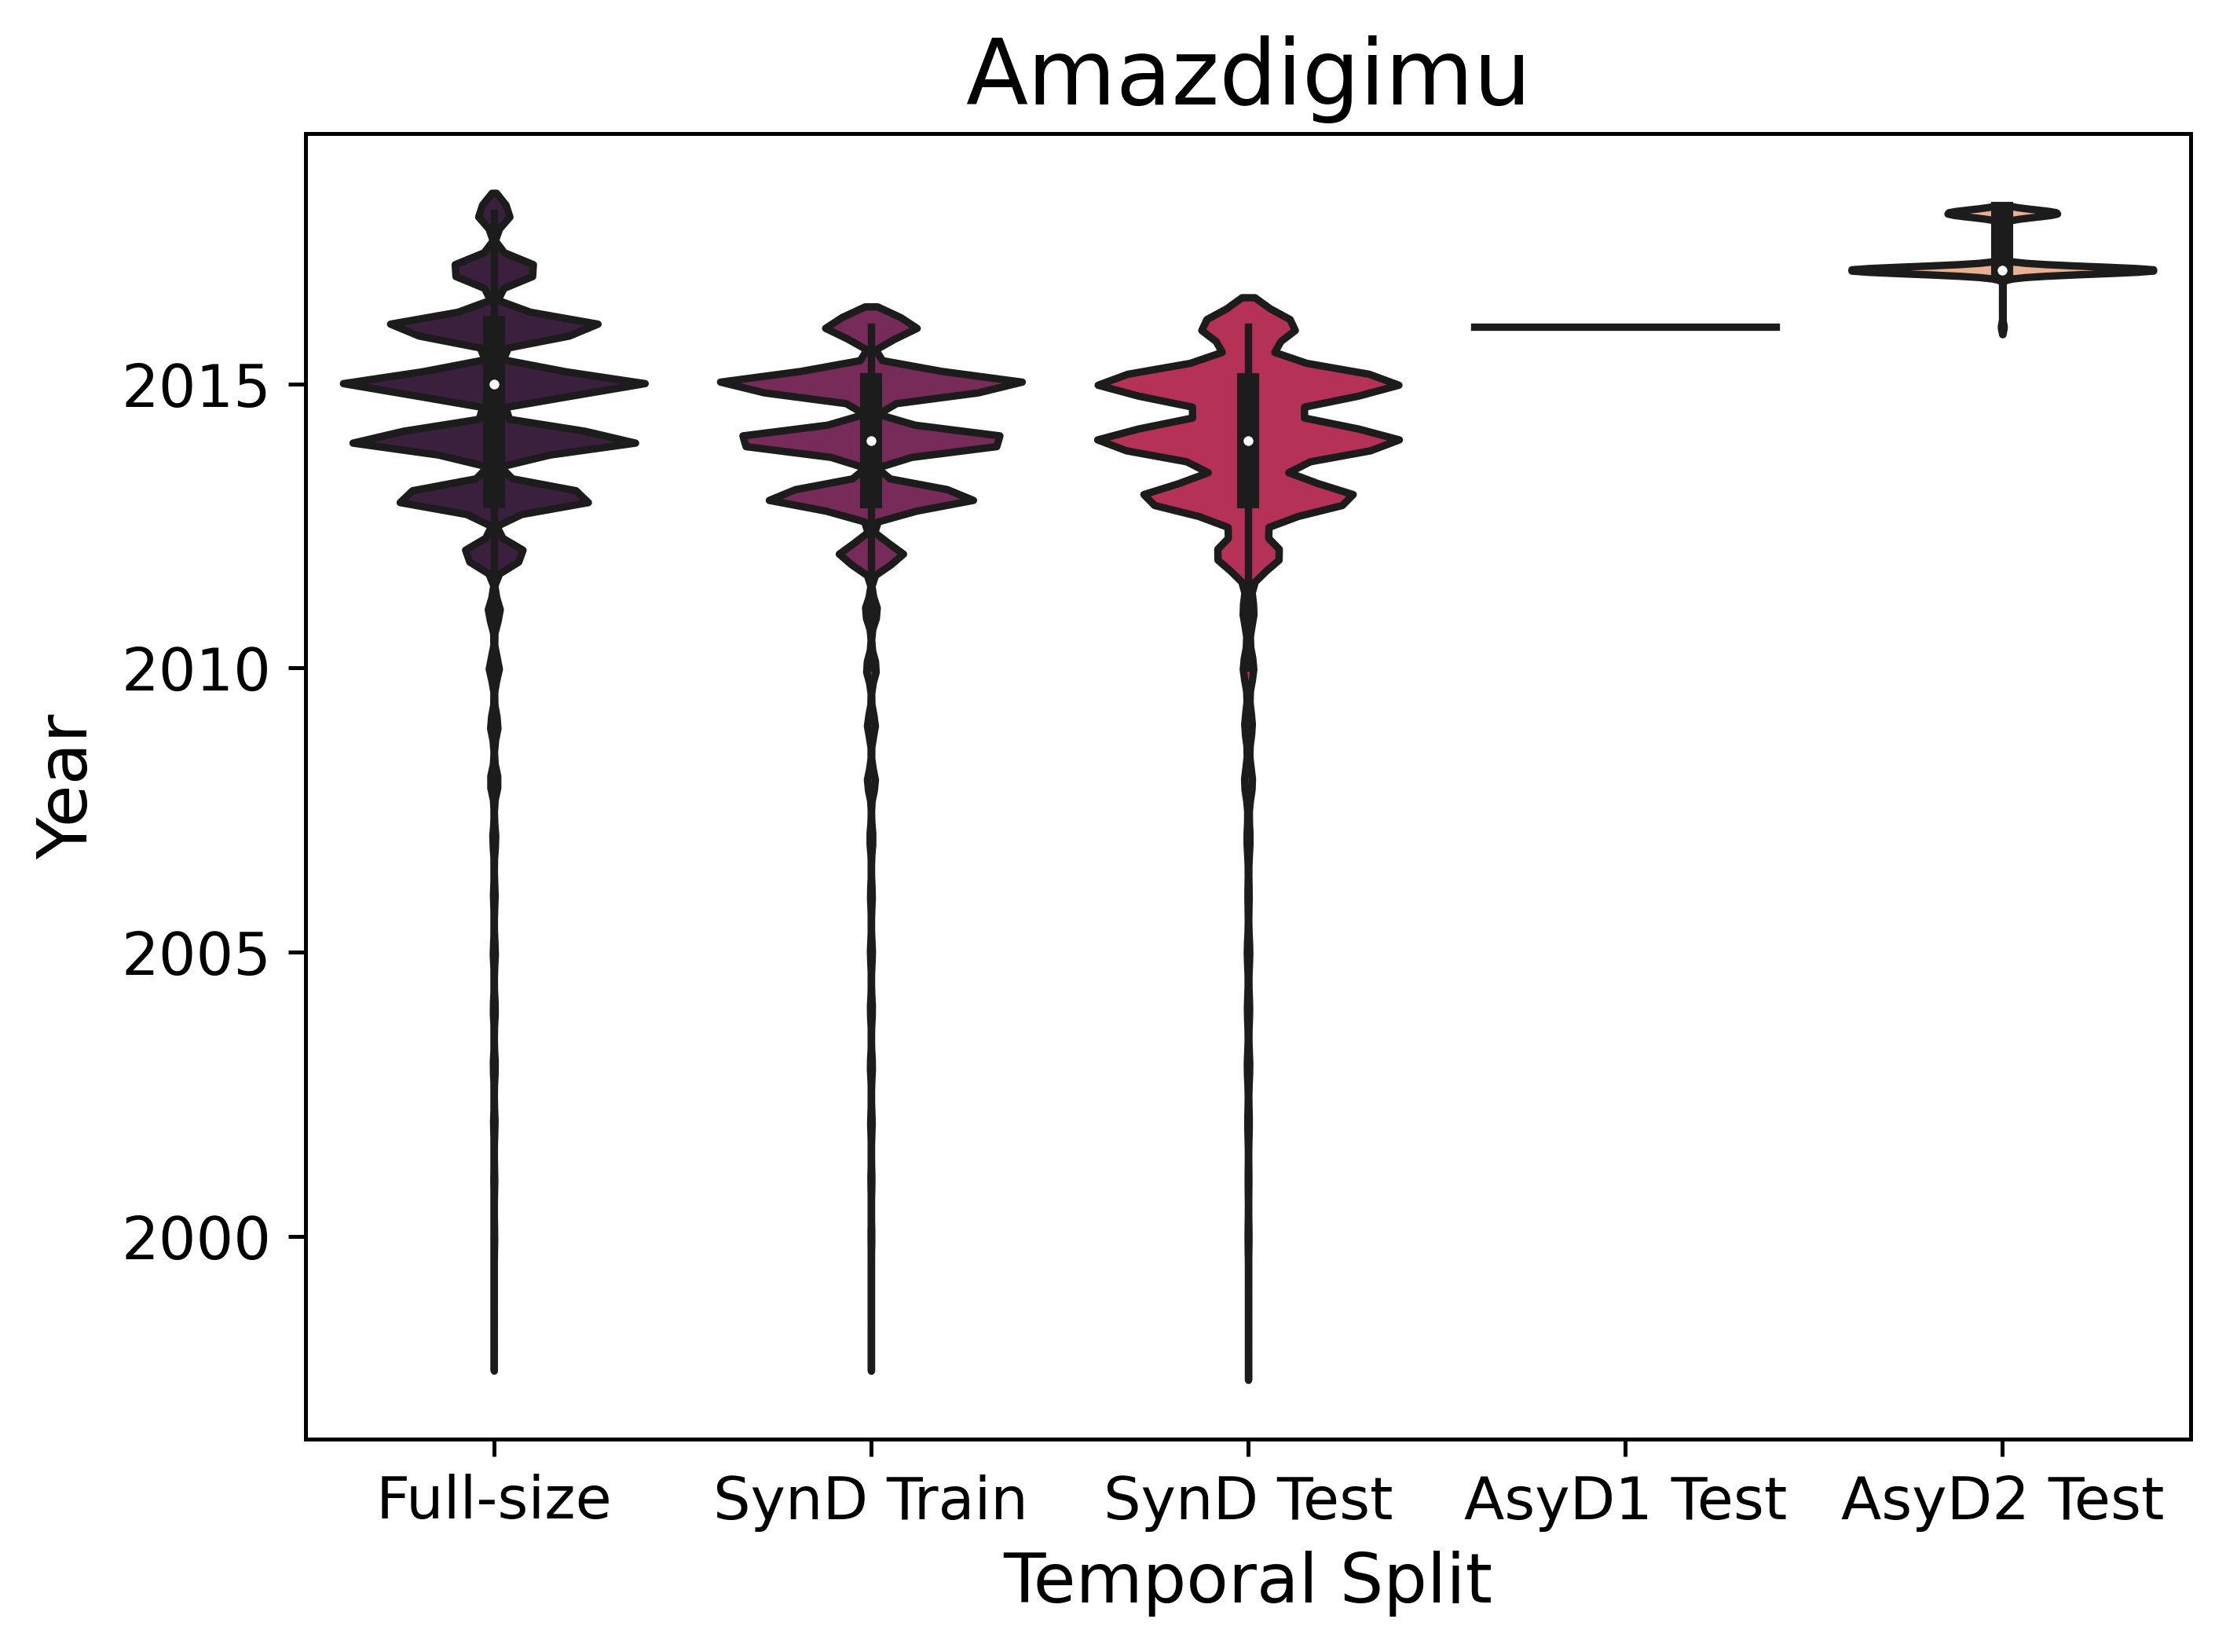 Amazdigimu
Year
2015
2010
2005
2000
Full-size SynD Train SynD Test AsyD1 Test AsyD2 Test
Temporal Split